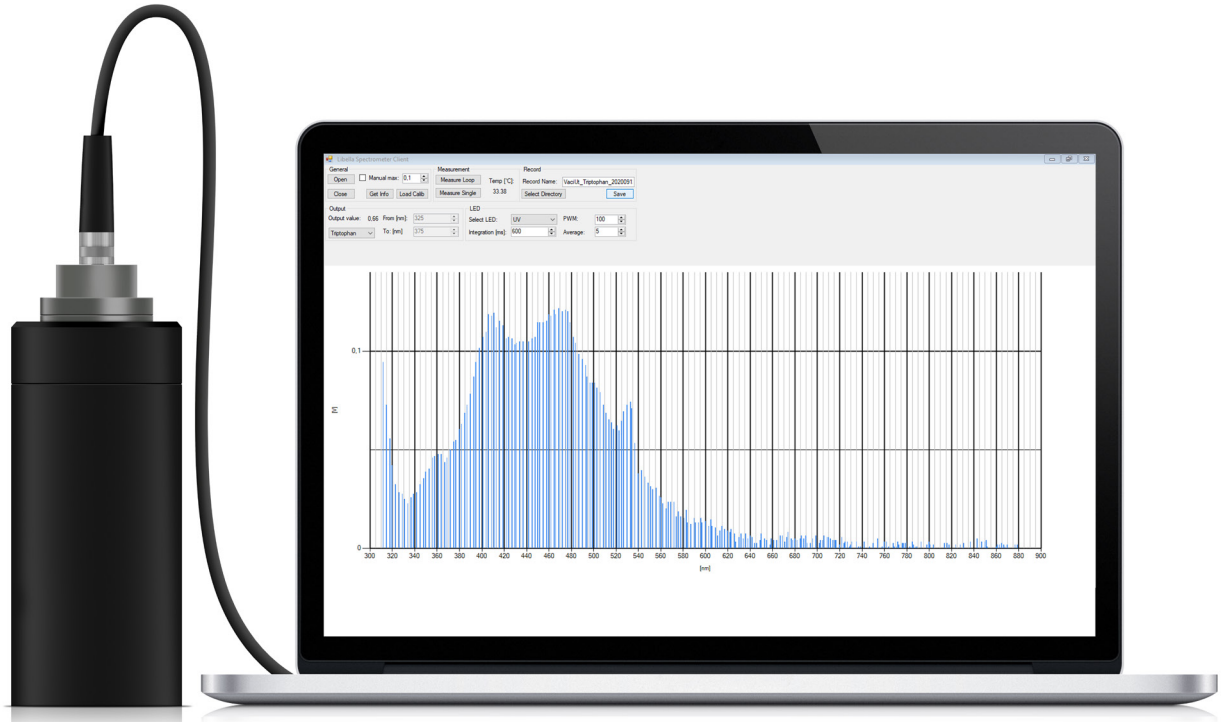 Libella Spectrometer Client
General Measurement Record
Open Manual max: 0,1 Measure Loop Temp [°C]: Record Name: VaciUt_Triptophan_2020091
Close Get Info Load Calib Measure Single 33.38 Select Directory Save
Output LED
Output value: 0,66 From [nm]: 325 Select LED: UV PWM: 100
Triptophan To: [nm] 375 Integration [ms]: 600 Average: 5
0,1
[V]
0
300 320 340 360 380 400 420 440 460 480 500 520 540 560 580 600 620 640 660 680 700 720 740 760 780 800 820 840 860 880 900
[nm]